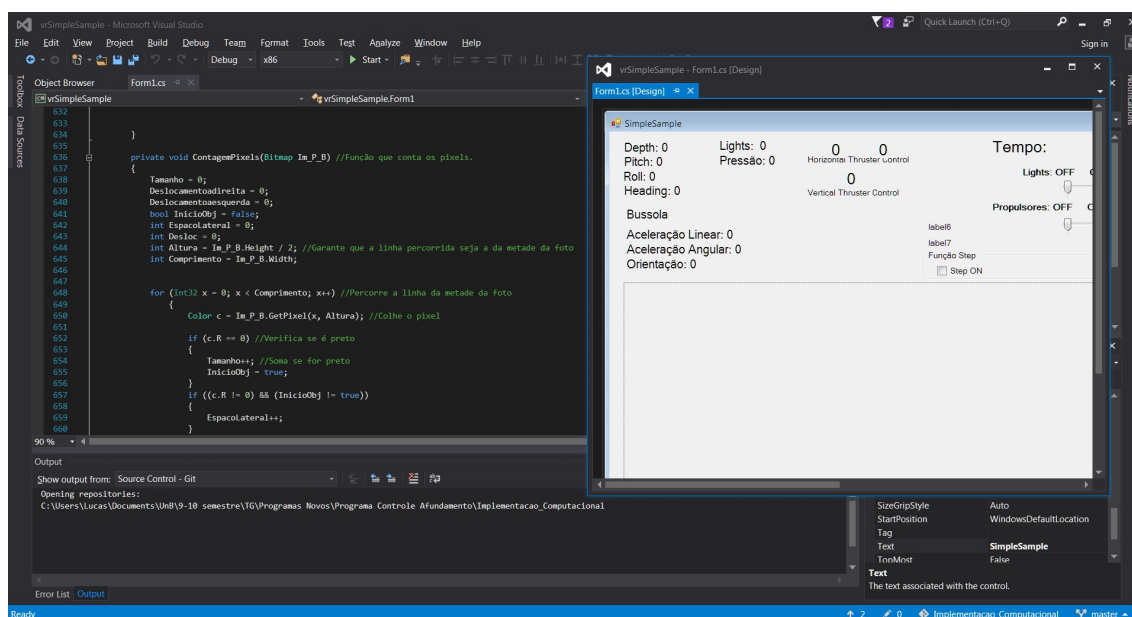 vrSimpleSample - Microsoft Visual Studio
2
Quick Launch (Ctrl+Q)
File Edit View Project Build Debug Team Format Tools Test Analyze Window Help
Sign in
Debug x86 Start
Toolbox
Data Sources
Notifications
Object Browser Form1.cs
vrSimpleSample vrSimpleSample.Form1
632
633
634 }
635
636 private void ContagemPixels(Bitmap Im_P_B) //Função que conta os pixels.
637 {
638 Tamanho = 0;
639 Deslocamentoadireita = 0;
640 Deslocamentoaesquerda = 0;
641 bool InicioObj = false;
642 int EspacoLateral = 0;
643 int Desloc = 0;
644 int Altura = Im_P_B.Height / 2; //Garante que a linha percorrida seja a da metade da foto
645 int Comprimento = Im_P_B.Width;
646
647
648 for (Int32 x = 0; x < Comprimento; x++) //Percorre a linha da metade da foto
649 {
650 Color c = Im_P_B.GetPixel(x, Altura); //Colhe o pixel
651
652 if (c.R == 0) //Verifica se é preto
653 {
654 Tamanho++; //Soma se for preto
655 InicioObj = true;
656 }
657 if ((c.R != 0) && (InicioObj != true))
658 {
659 EspacoLateral++;
660 }
90 %
vrSimpleSample - Form1.cs [Design]
Form1.cs [Design]
SimpleSample
Depth: 0
Pitch: 0
Roll: 0
Heading: 0
Lights: 0
Pressão: 0
0 0
Horizontal Thruster Control
0
Vertical Thruster Control
Tempo:
Lights: OFF
Propulsores: OFF
Bussola
Aceleração Linear: 0
Aceleração Angular: 0
Orientação: 0
label6
label7
Função Step
Step ON
Output
Show output from: Source Control - Git
Opening repositories:
C:\Users\Lucas\Documents\UnB\9-10 semestre\TG\Programas Novos\Programa Controle Afundamento\Implementacao_Computacional
SizeGripStyle Auto
StartPosition WindowsDefaultLocation
Tag
Text SimpleSample
TopMost False
Text
The text associated with the control.
Error List Output
Ready
2 0 Implementacao_Computacional master